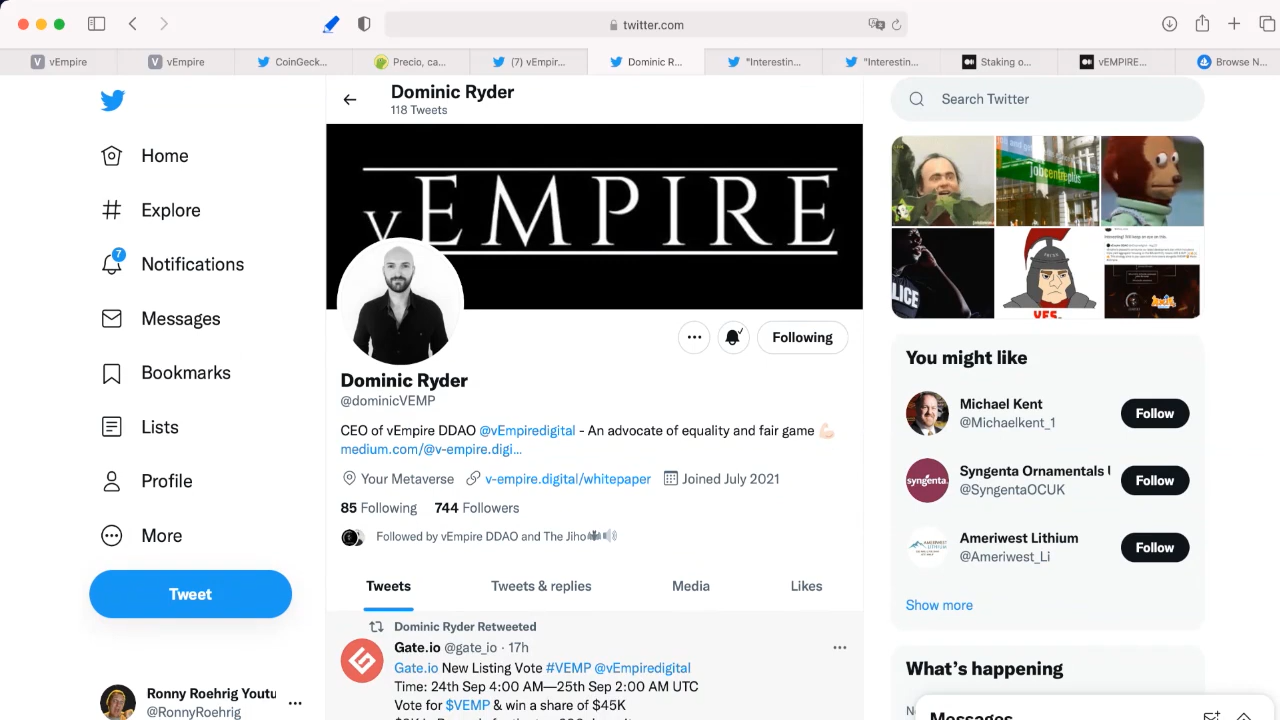 twitter.com
vEmpire
vEmpire
CoinGeck...
Precio, ca...
(7) vEmpir...
Dominic R...
"Interestin...
"Interestin...
Staking o...
vEMPIRE...
Browse N...
Dominic Ryder
118 Tweets
Search Twitter
Home
Explore
7
Notifications
Messages
Bookmarks
Lists
Profile
More
Tweet
Ronny Roehrig Youtu
@RonnyRoehrig
vEMPIRE
Following
Dominic Ryder
@dominicVEMP
CEO of vEmpire DDAO @vEmpiredigital - An advocate of equality and fair game 💪🏻
medium.com/@v-empire.digi...
Your Metaverse v-empire.digital/whitepaper Joined July 2021
85 Following 744 Followers
Followed by vEmpire DDAO and The Jiho
Tweets Tweets & replies Media Likes
Dominic Ryder Retweeted
Gate.io @gate_io · 17h
Gate.io New Listing Vote #VEMP @vEmpiredigital
Time: 24th Sep 4:00 AM—25th Sep 2:00 AM UTC
Vote for $VEMP & win a share of $45K
jobcentreplus
LICE
YES.
You might like
Michael Kent
@Michaelkent_1
Follow
syngenta.
Syngenta Ornamentals
@SyngentaOCUK
Follow
Ameriwest Lithium
@Ameriwest_Li
Follow
Show more
What's happening
Messages